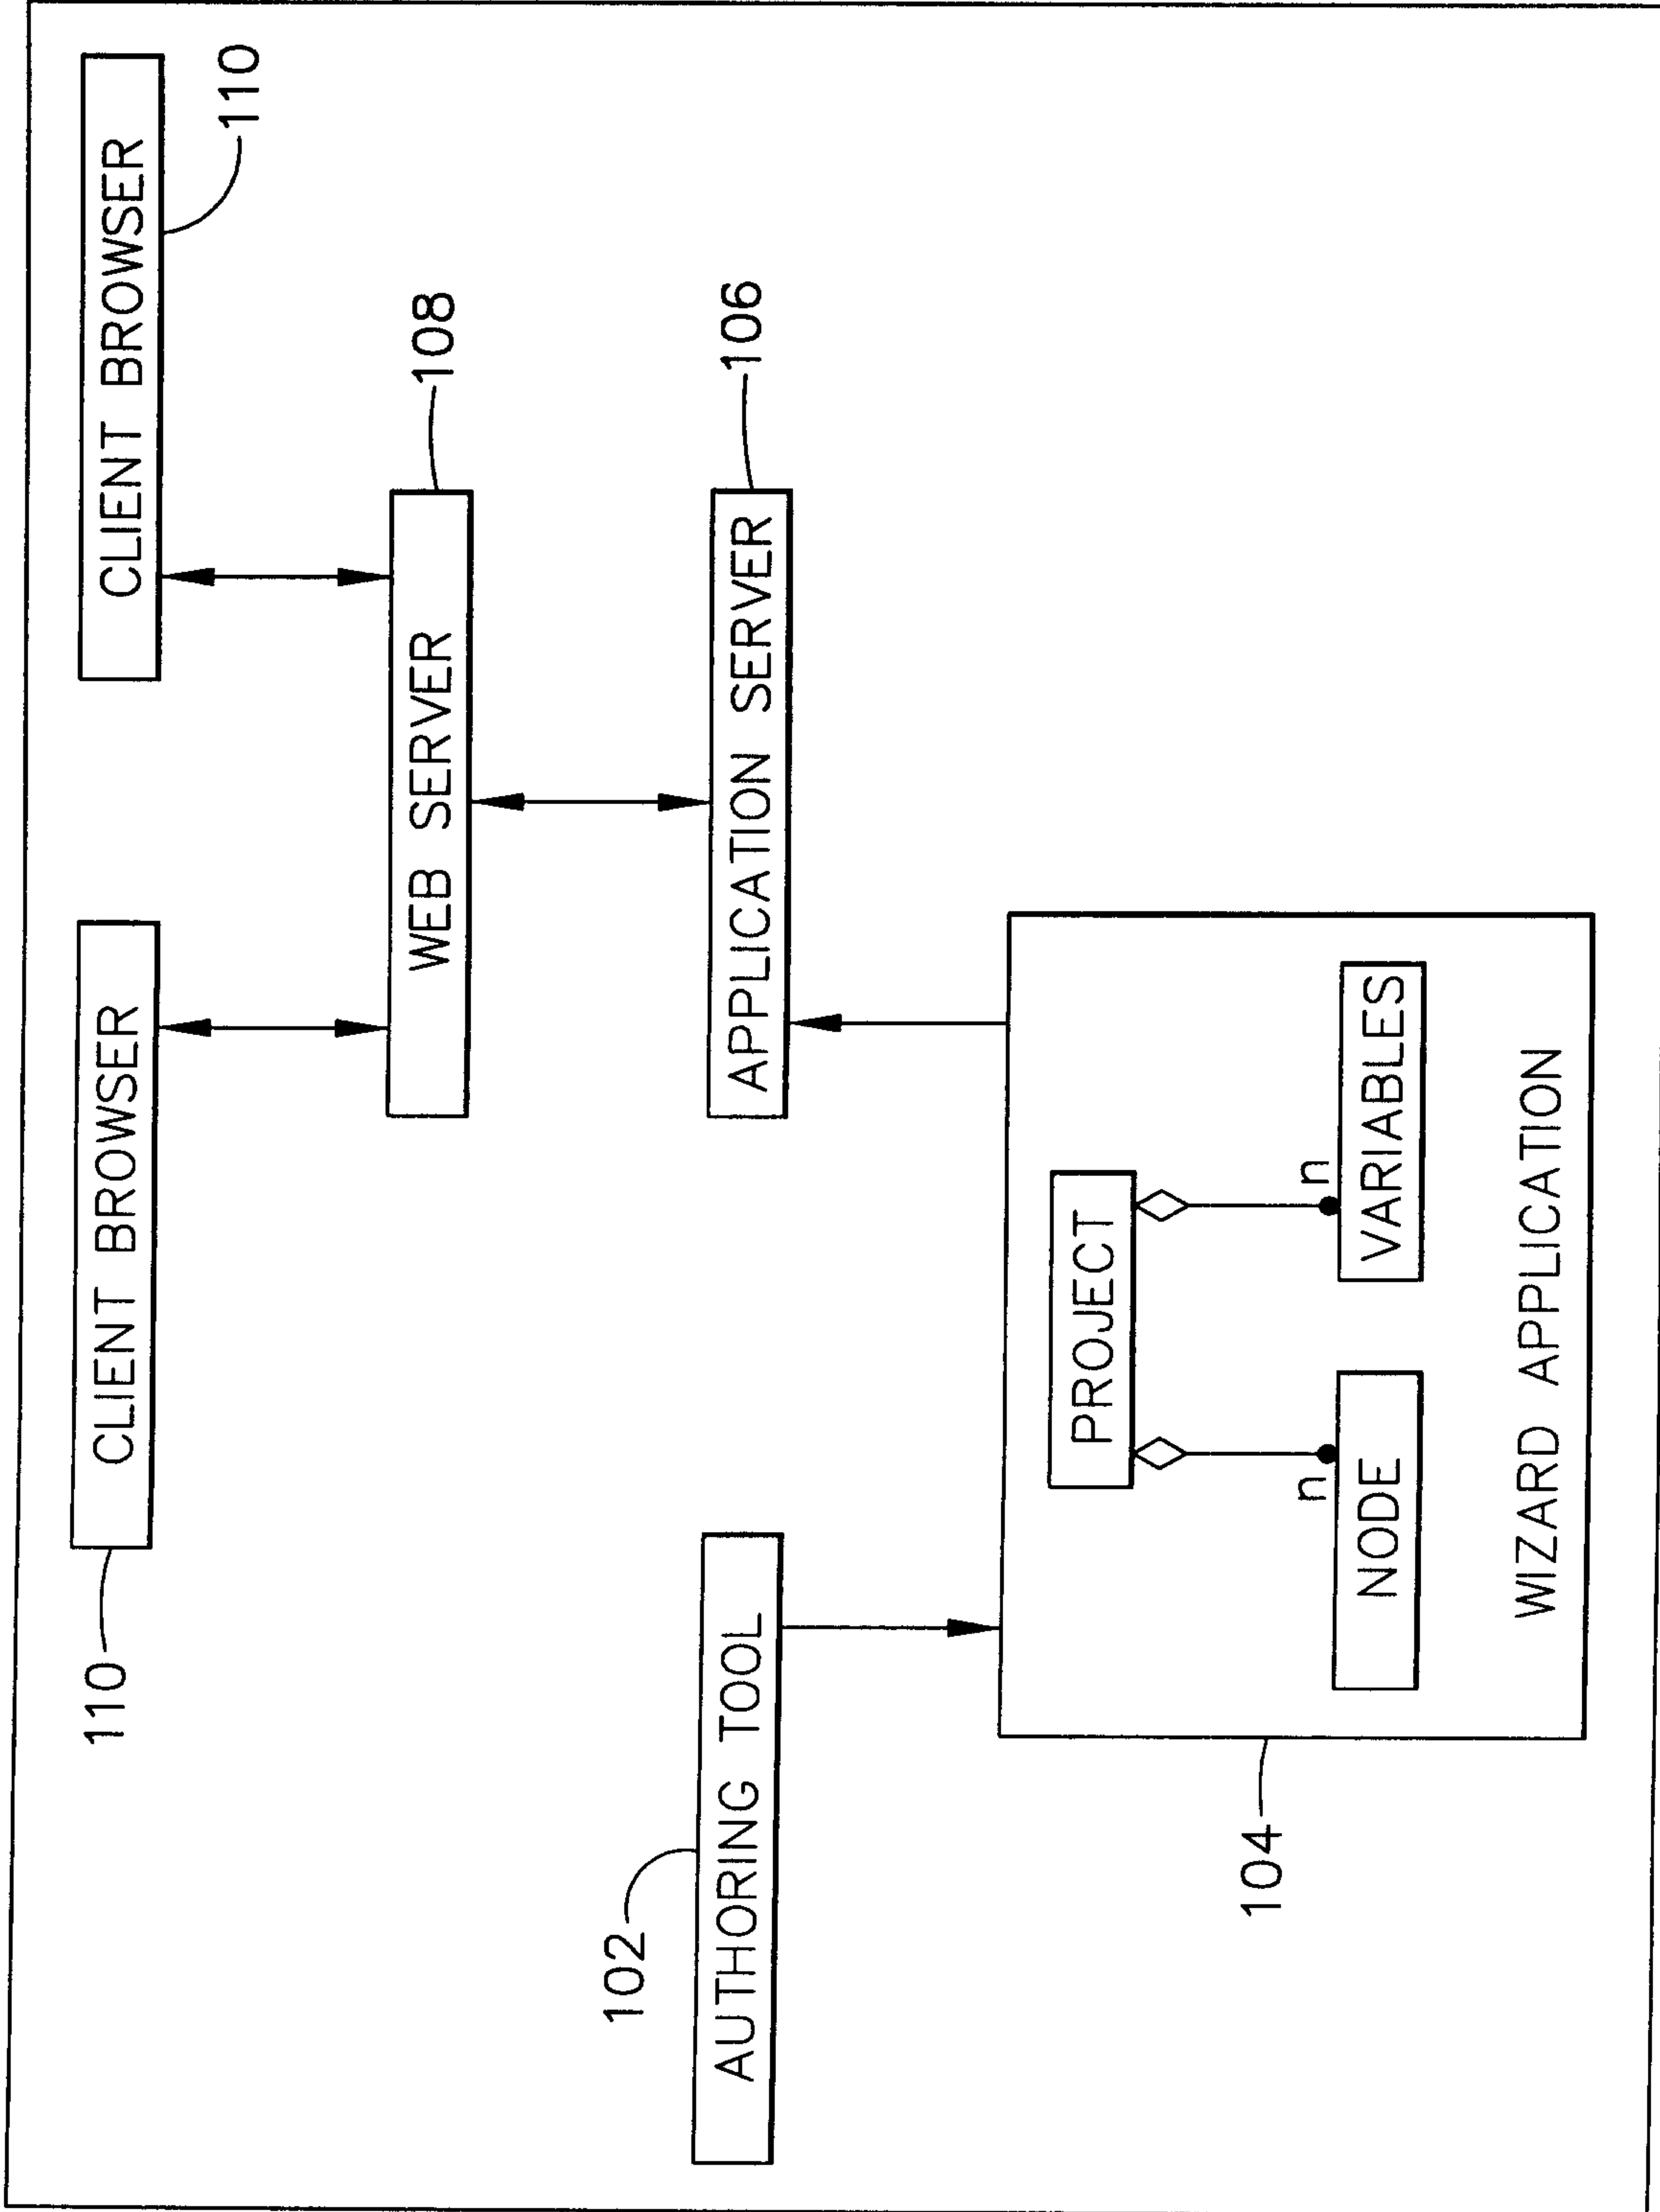 CLIENT BROWSER
CLIENT BROWSER
110
110
WEB SERVER
108
102
AUTHORING TOOL
APPLICATION SERVER
106
PROJECT
n
n
NODE
VARIABLES
WIZARD APPLICATION
104